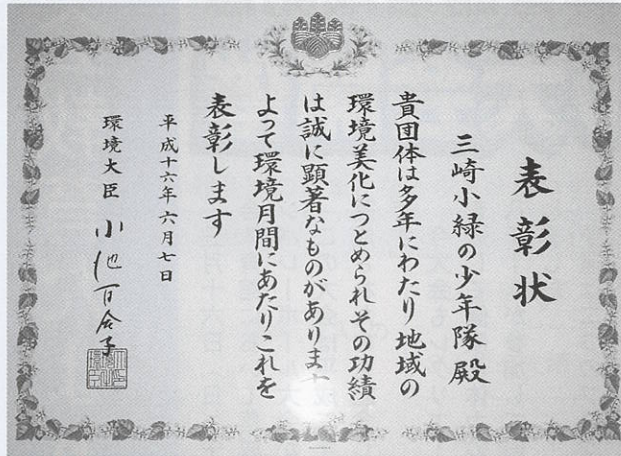 表彰状
三崎小緑の少年隊殿
貴団体は多年にわたり地域の
環境美化につとめられその功績
は誠に顕著なものがあります
よって環境月間にあたりこれを
表彰します
平成十六年六月七日
環境大臣 小池百合子